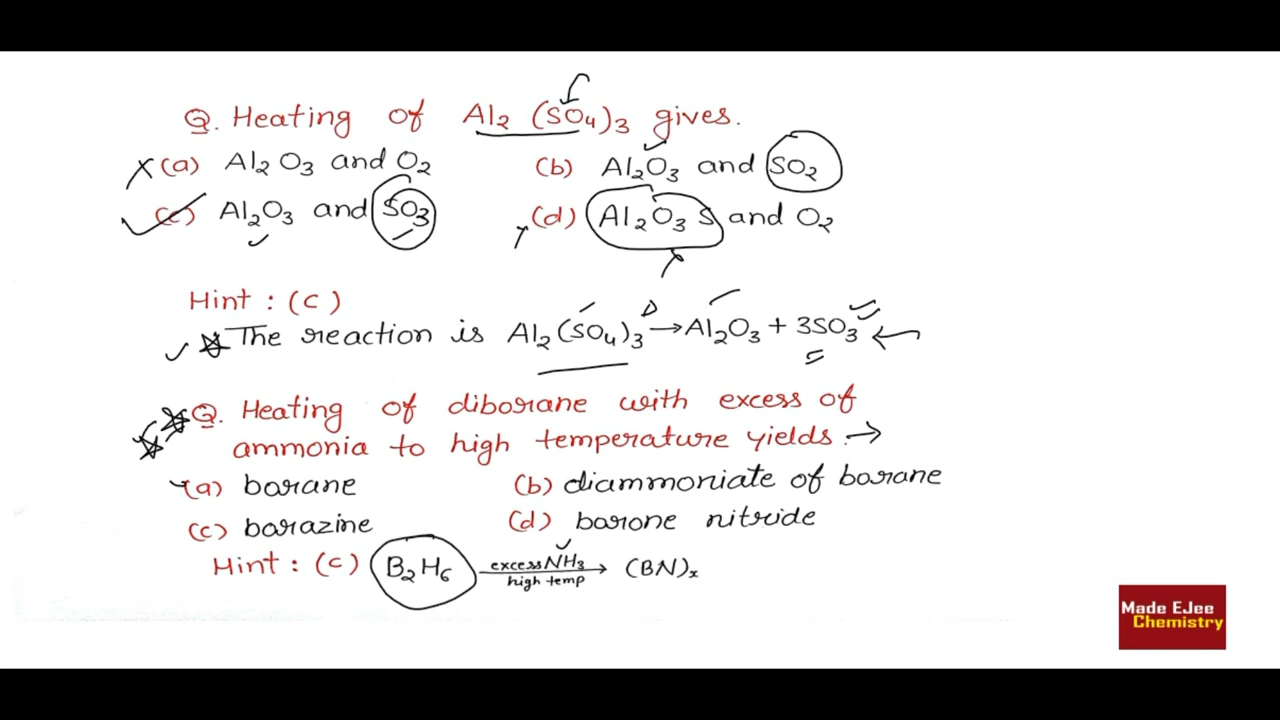 Q. Heating of Al₂ (SO₄)₃ gives.
(a) Al₂ O₃ and O₂ (b) Al₂O₃ and SO₂
(c) Al₂O₃ and SO₃ (d) Al₂O₃ S and O₂
Hint : (C)
The reaction is Al₂(SO₄)₃ →Δ Al₂O₃ + 3SO₃
Q. Heating of diborane with excess of
ammonia to high temperature yields. →
(a) borane (b) diammoniate of borane
(c) borazine (d) borone nitride
Hint : (C) B₂H₆ excess NH₃ → (BN)ₓ
high temp
Made EJee
Chemistry